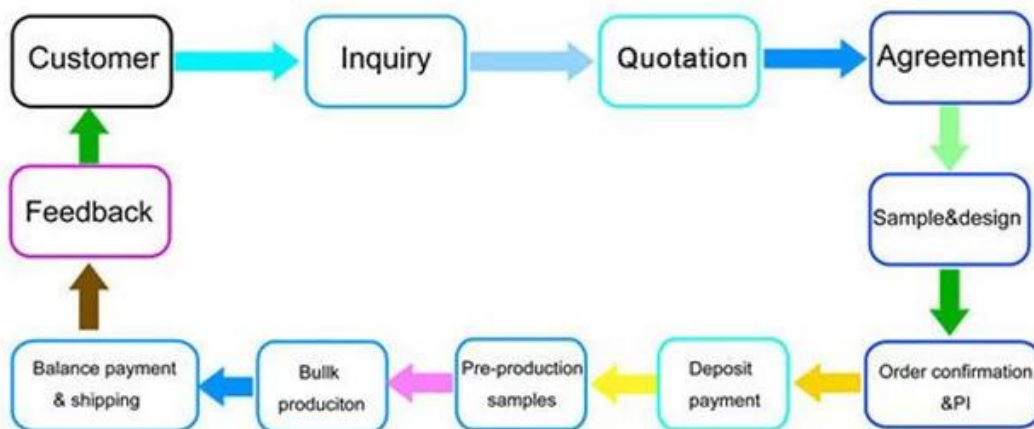 Customer
Inquiry
Quotation
Agreement
Sample&design
Order confirmation
&PI
Deposit
payment
Pre-production
samples
Bullk
produciton
Balance payment
& shipping
Feedback